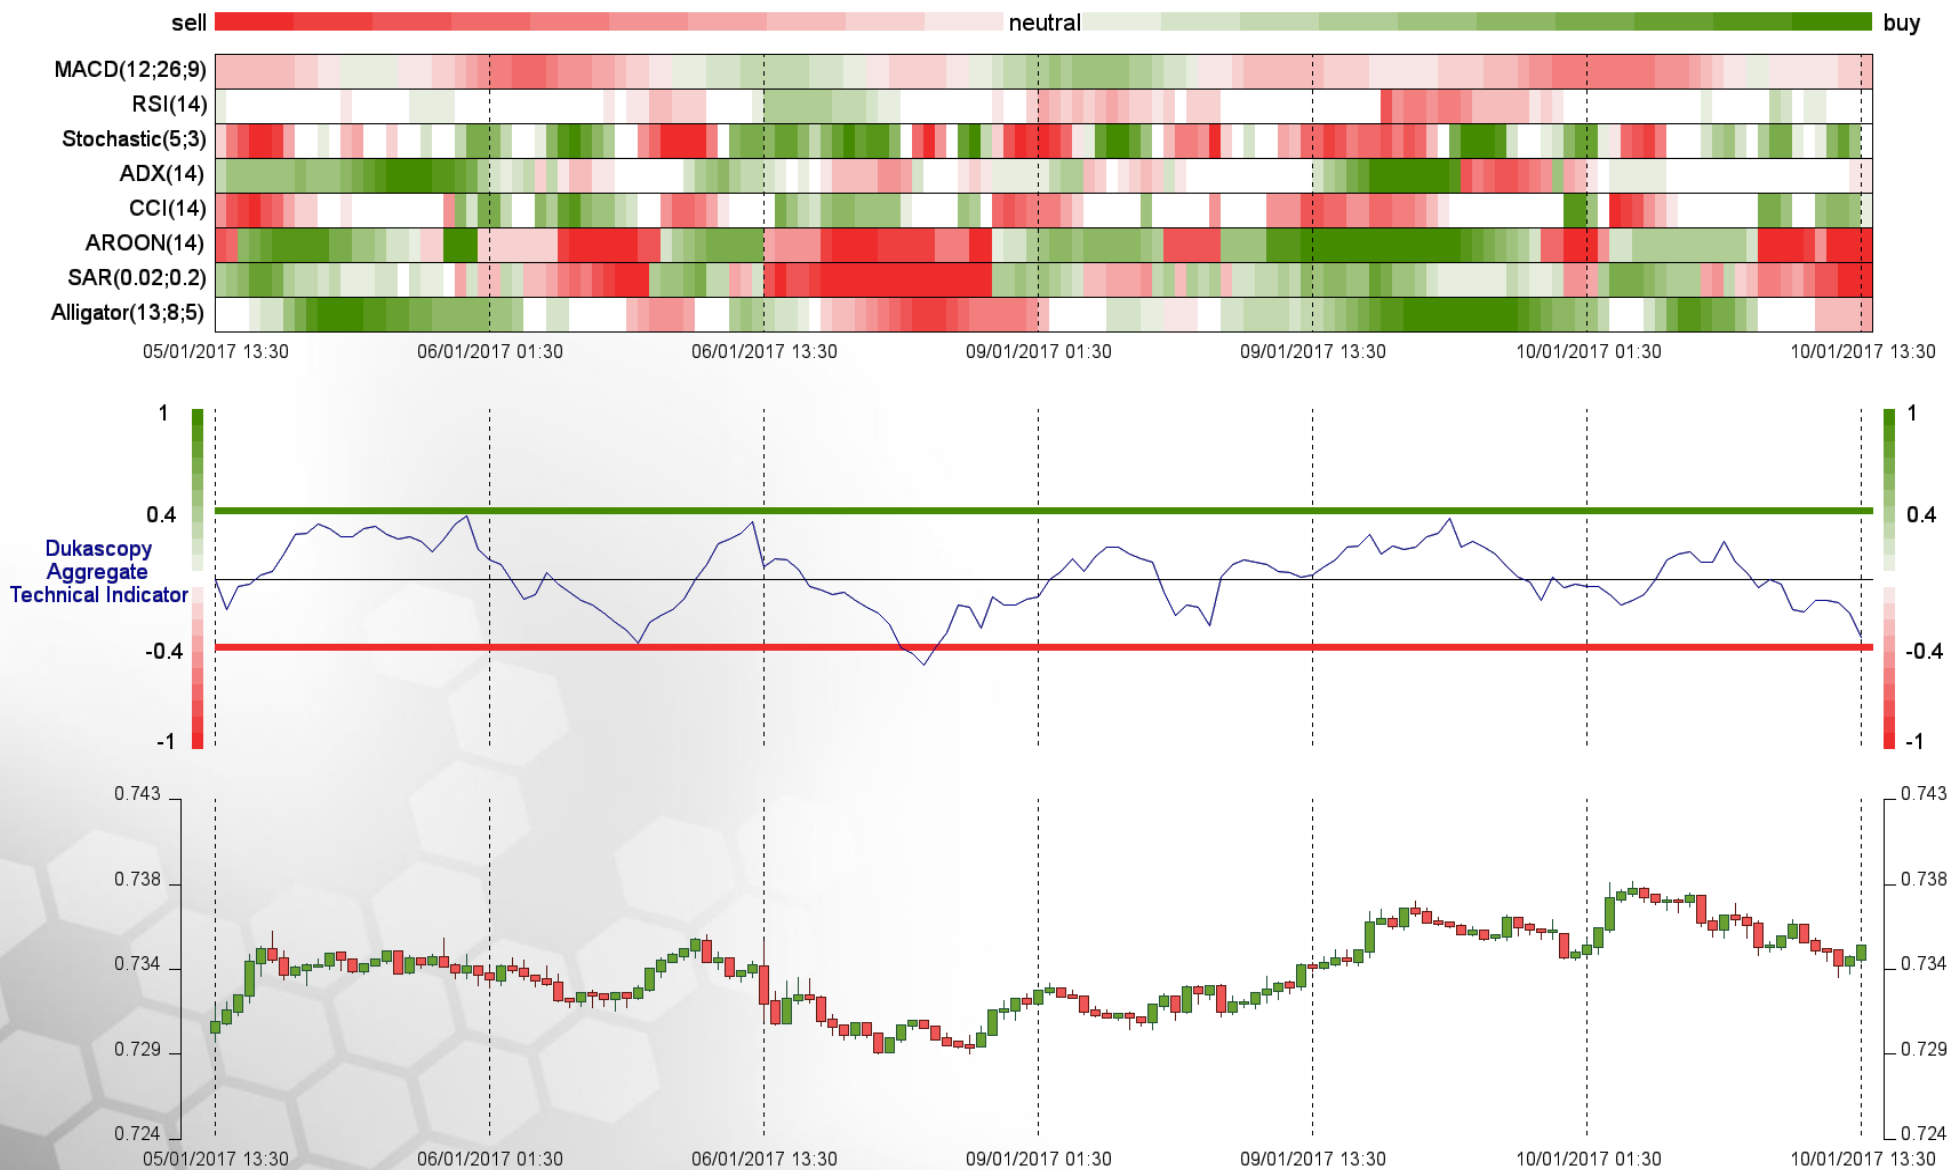 sell neutral buy
MACD(12;26;9)
RSI(14)
Stochastic(5;3)
ADX(14)
CCI(14)
AROON(14)
SAR(0.02;0.2)
Alligator(13;8;5)
05/01/2017 13:30 06/01/2017 01:30 06/01/2017 13:30 09/01/2017 01:30 09/01/2017 13:30 10/01/2017 01:30 10/01/2017 13:30
1 1
0.4 0.4
Dukascopy
Aggregate
Technical Indicator
-0.4 -0.4
-1 -1
0.743 0.743
0.738 0.738
0.734 0.734
0.729 0.729
0.724 0.724
05/01/2017 13:30 06/01/2017 01:30 06/01/2017 13:30 09/01/2017 01:30 09/01/2017 13:30 10/01/2017 01:30 10/01/2017 13:30